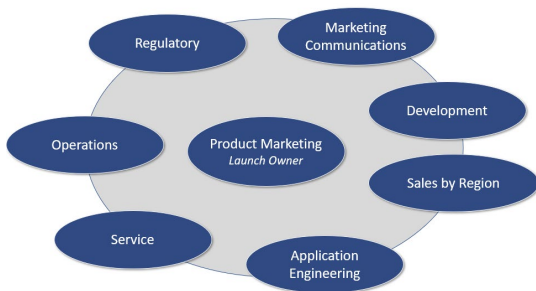 Regulatory
Marketing
Communications
Development
Operations
Product Marketing
Launch Owner
Sales by Region
Service
Application
Engineering